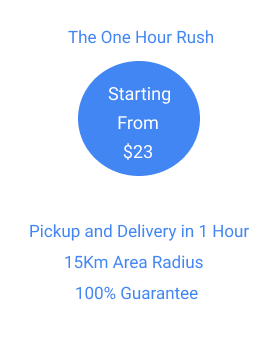 The One Hour Rush
Starting
From
$23
Pickup and Delivery in 1 Hour
15Km Area Radius
100% Guarantee